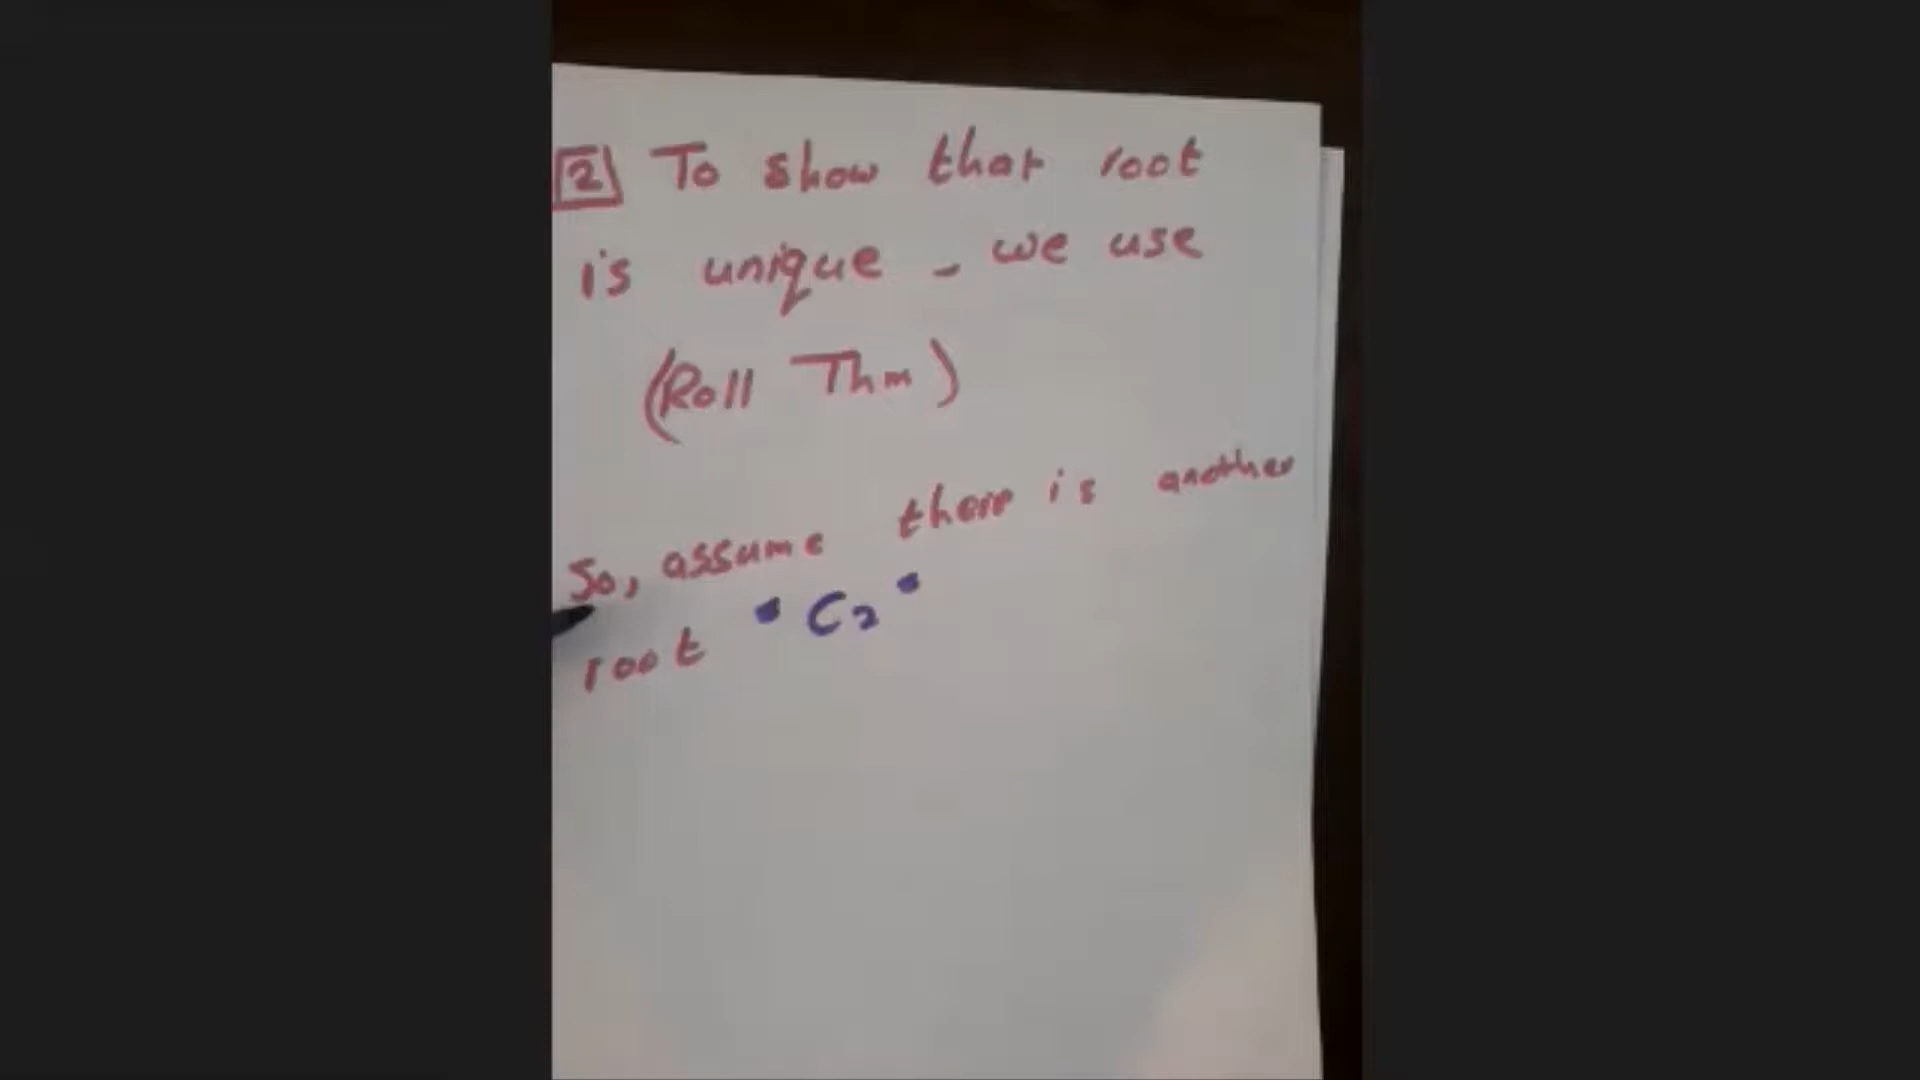 2 To show that root
is unique - we use
(Roll Thm)
So, assume there is another
root " C2 "